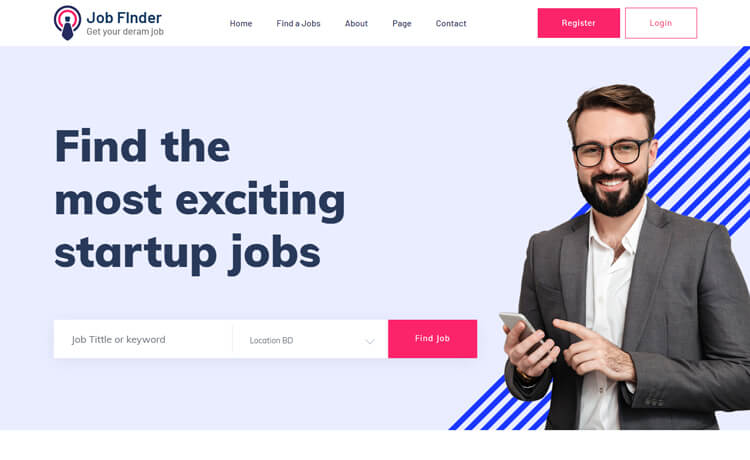 Job FInder
Get your deram job
Home
Find a Jobs
About
Page
Contact
Register
Login
Find the
most exciting
startup jobs
Job Tittle or keyword
Location BD
Find Job